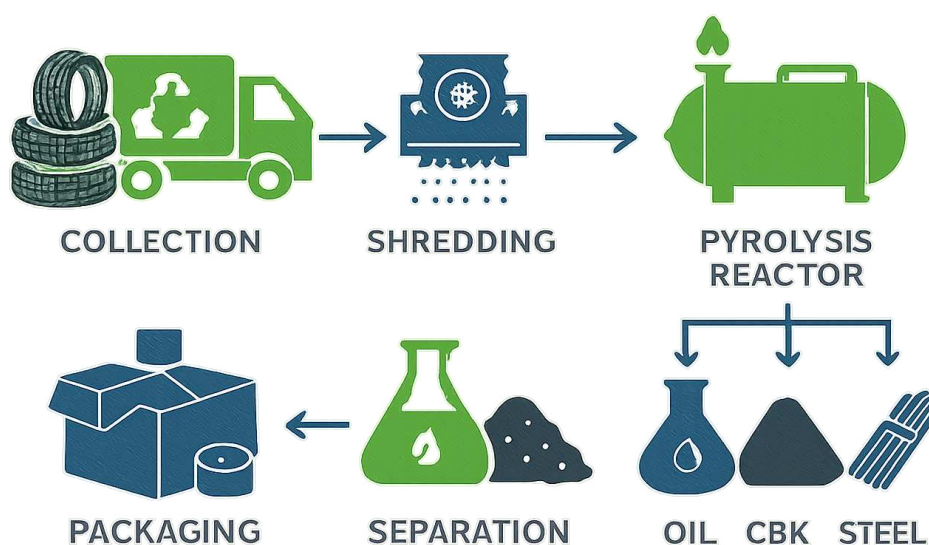 COLLECTION
SHREDDING
PYROLYSIS
REACTOR
PACKAGING
SEPARATION
OIL
CBK
STEEL